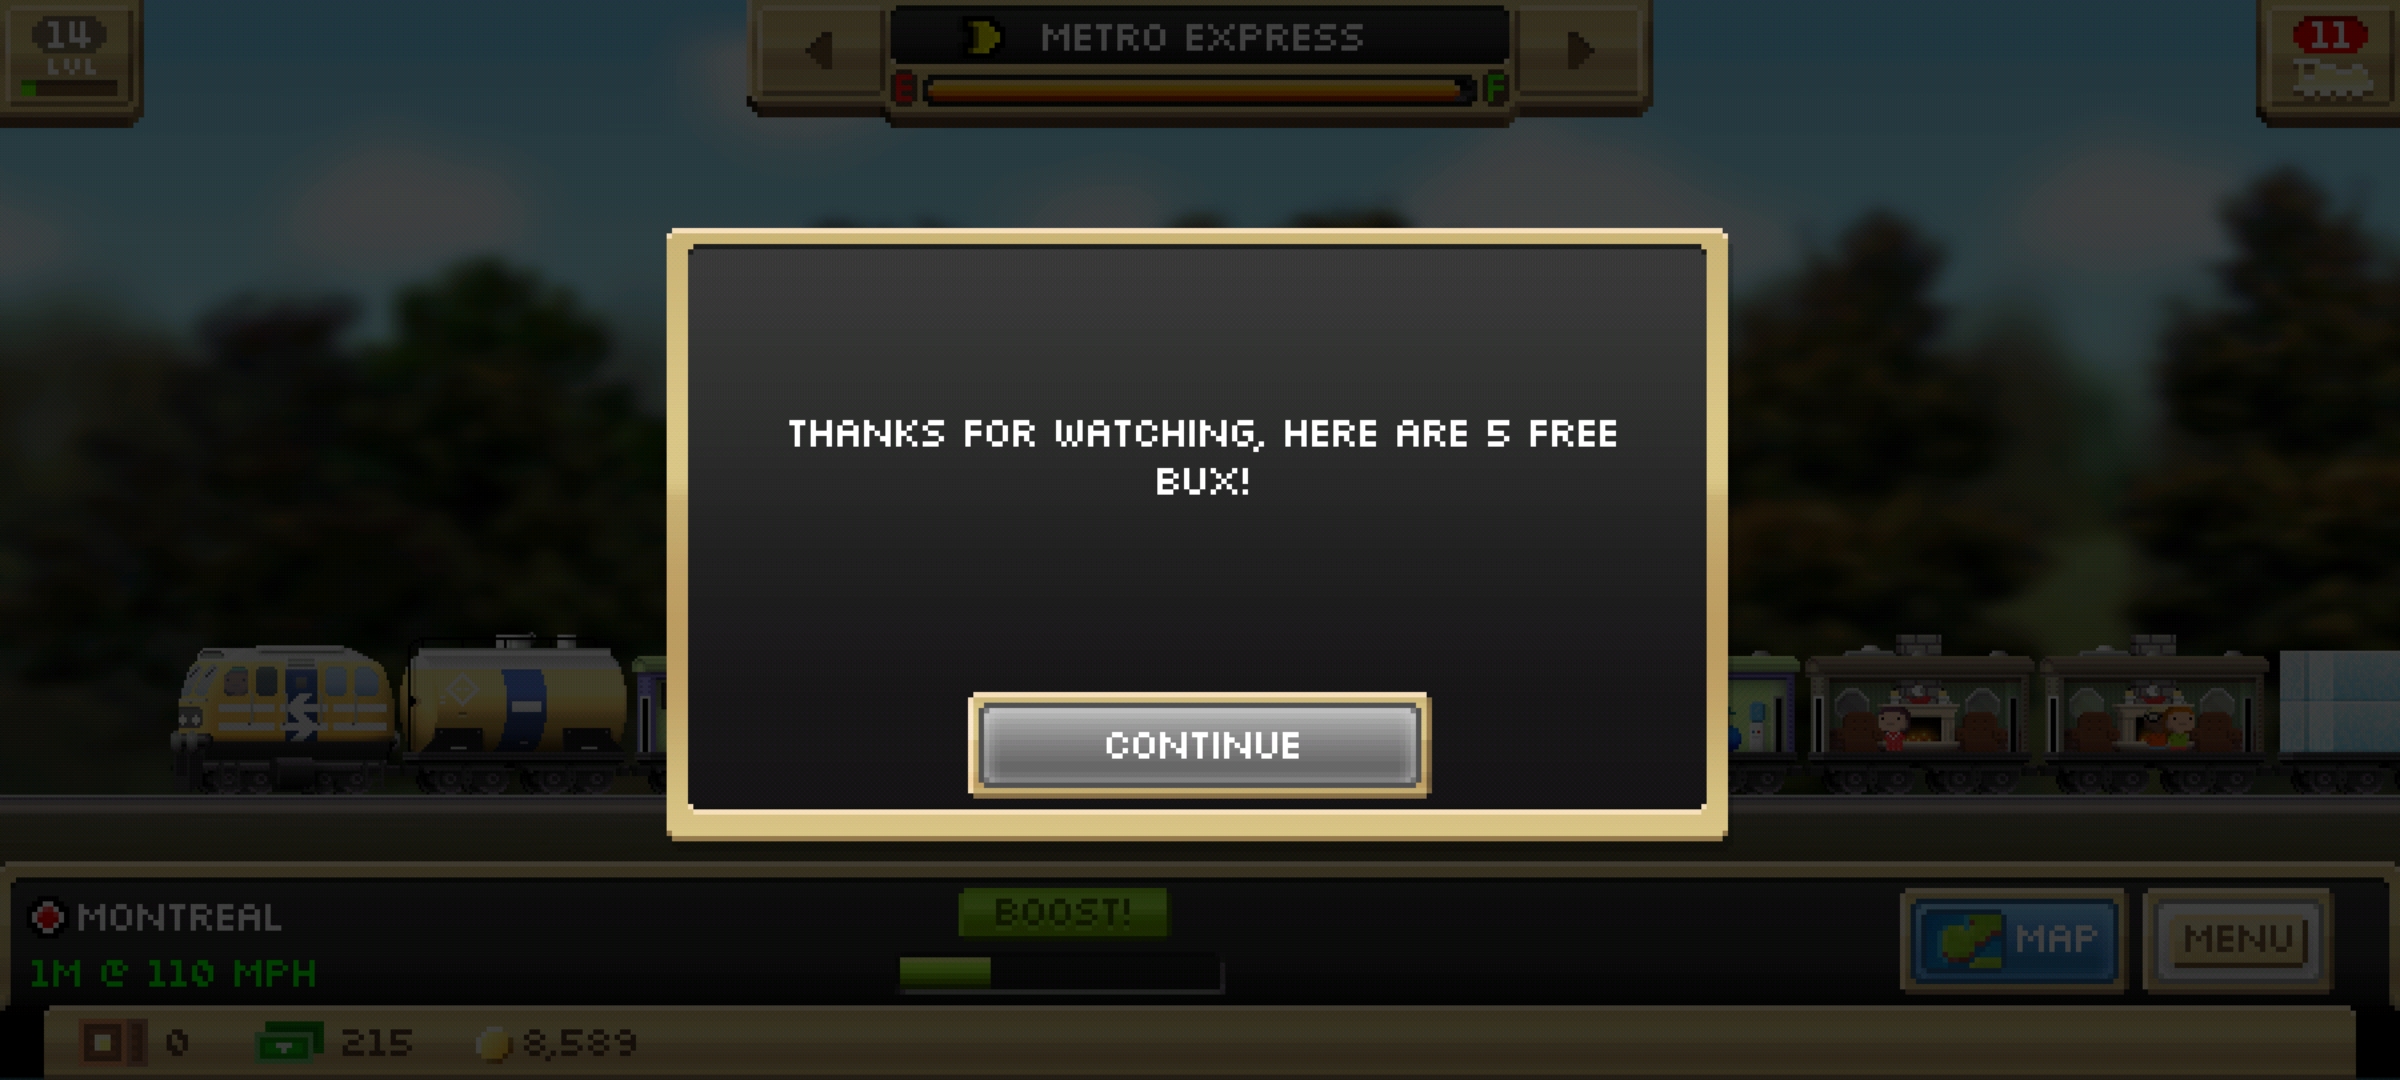 14
LVL
METRO EXPRESS
E
F
11
THANKS FOR WATCHING, HERE ARE 5 FREE
BUX!
CONTINUE
MONTREAL
1M @ 110 MPH
BOOST!
MAP
MENU
0
215
8,589